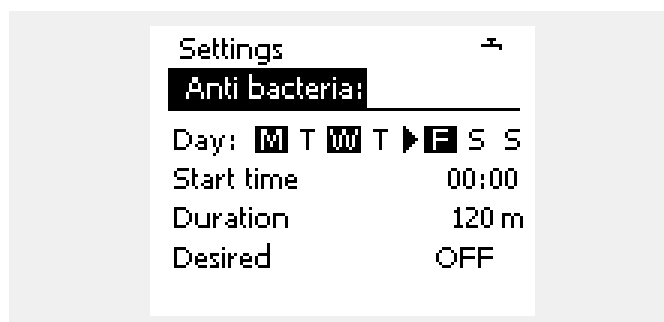 Settings
Anti bacteria:
Day: M T W T F S S
Start time 00:00
Duration 120 m
Desired OFF